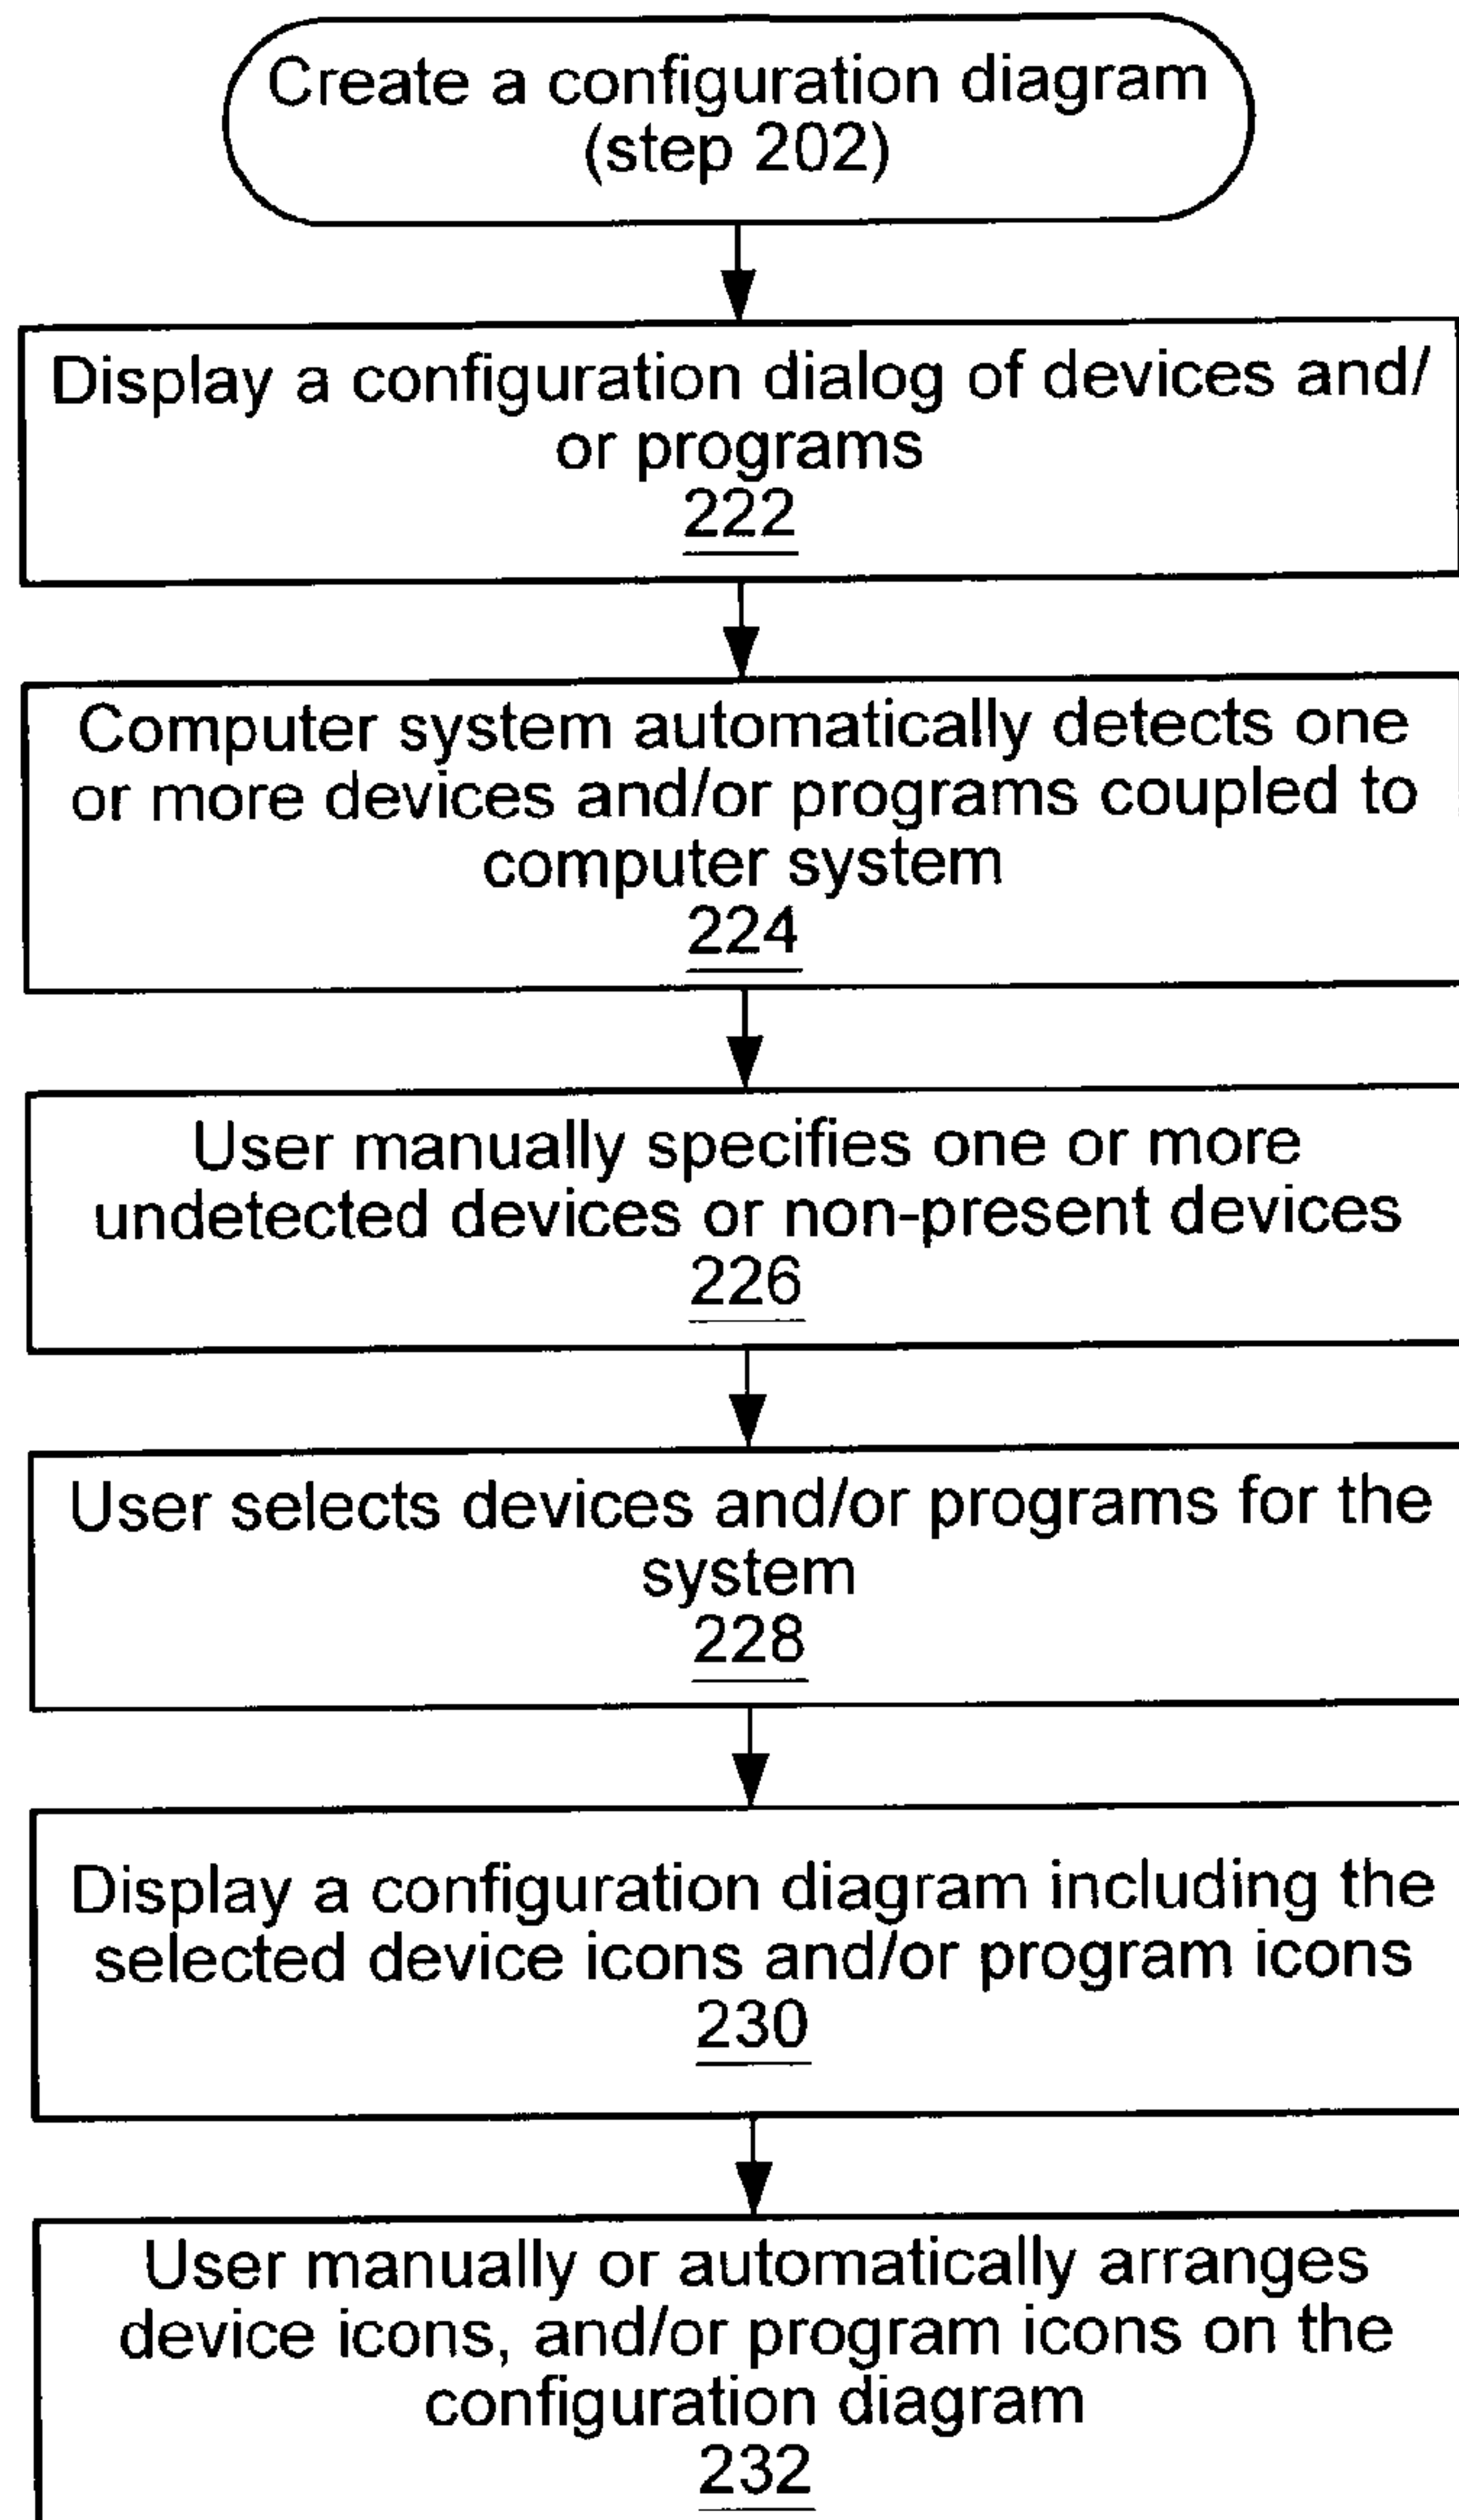 Create a configuration diagram
(step 202)
Display a configuration dialog of devices and/
or programs
222
Computer system automatically detects one
or more devices and/or programs coupled to
computer system
224
User manually specifies one or more
undetected devices or non-present devices
226
User selects devices and/or programs for the
system
228
Display a configuration diagram including the
selected device icons and/or program icons
230
User manually or automatically arranges
device icons, and/or program icons on the
configuration diagram
232